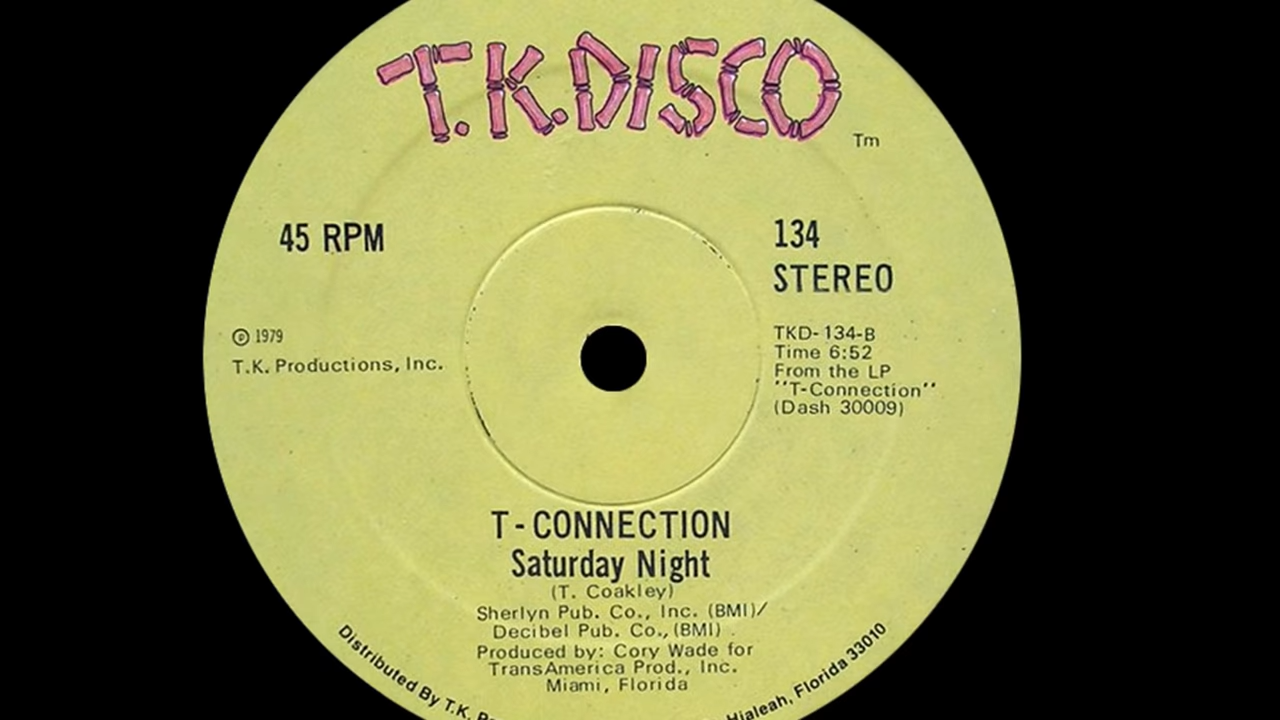 T.K.DISCO
Tm
45 RPM
134
STEREO
℗ 1979
T.K. Productions, Inc.
TKD-134-B
Time 6:52
From the LP
"T-Connection"
(Dash 30009)
T-CONNECTION
Saturday Night
(T. Coakley)
Sherlyn Pub. Co., Inc. (BMI)/
Decibel Pub. Co., (BMI)
Produced by: Cory Wade for
TransAmerica Prod., Inc.
Miami, Florida
Distributed By T.K. Hialeah, Florida 33010